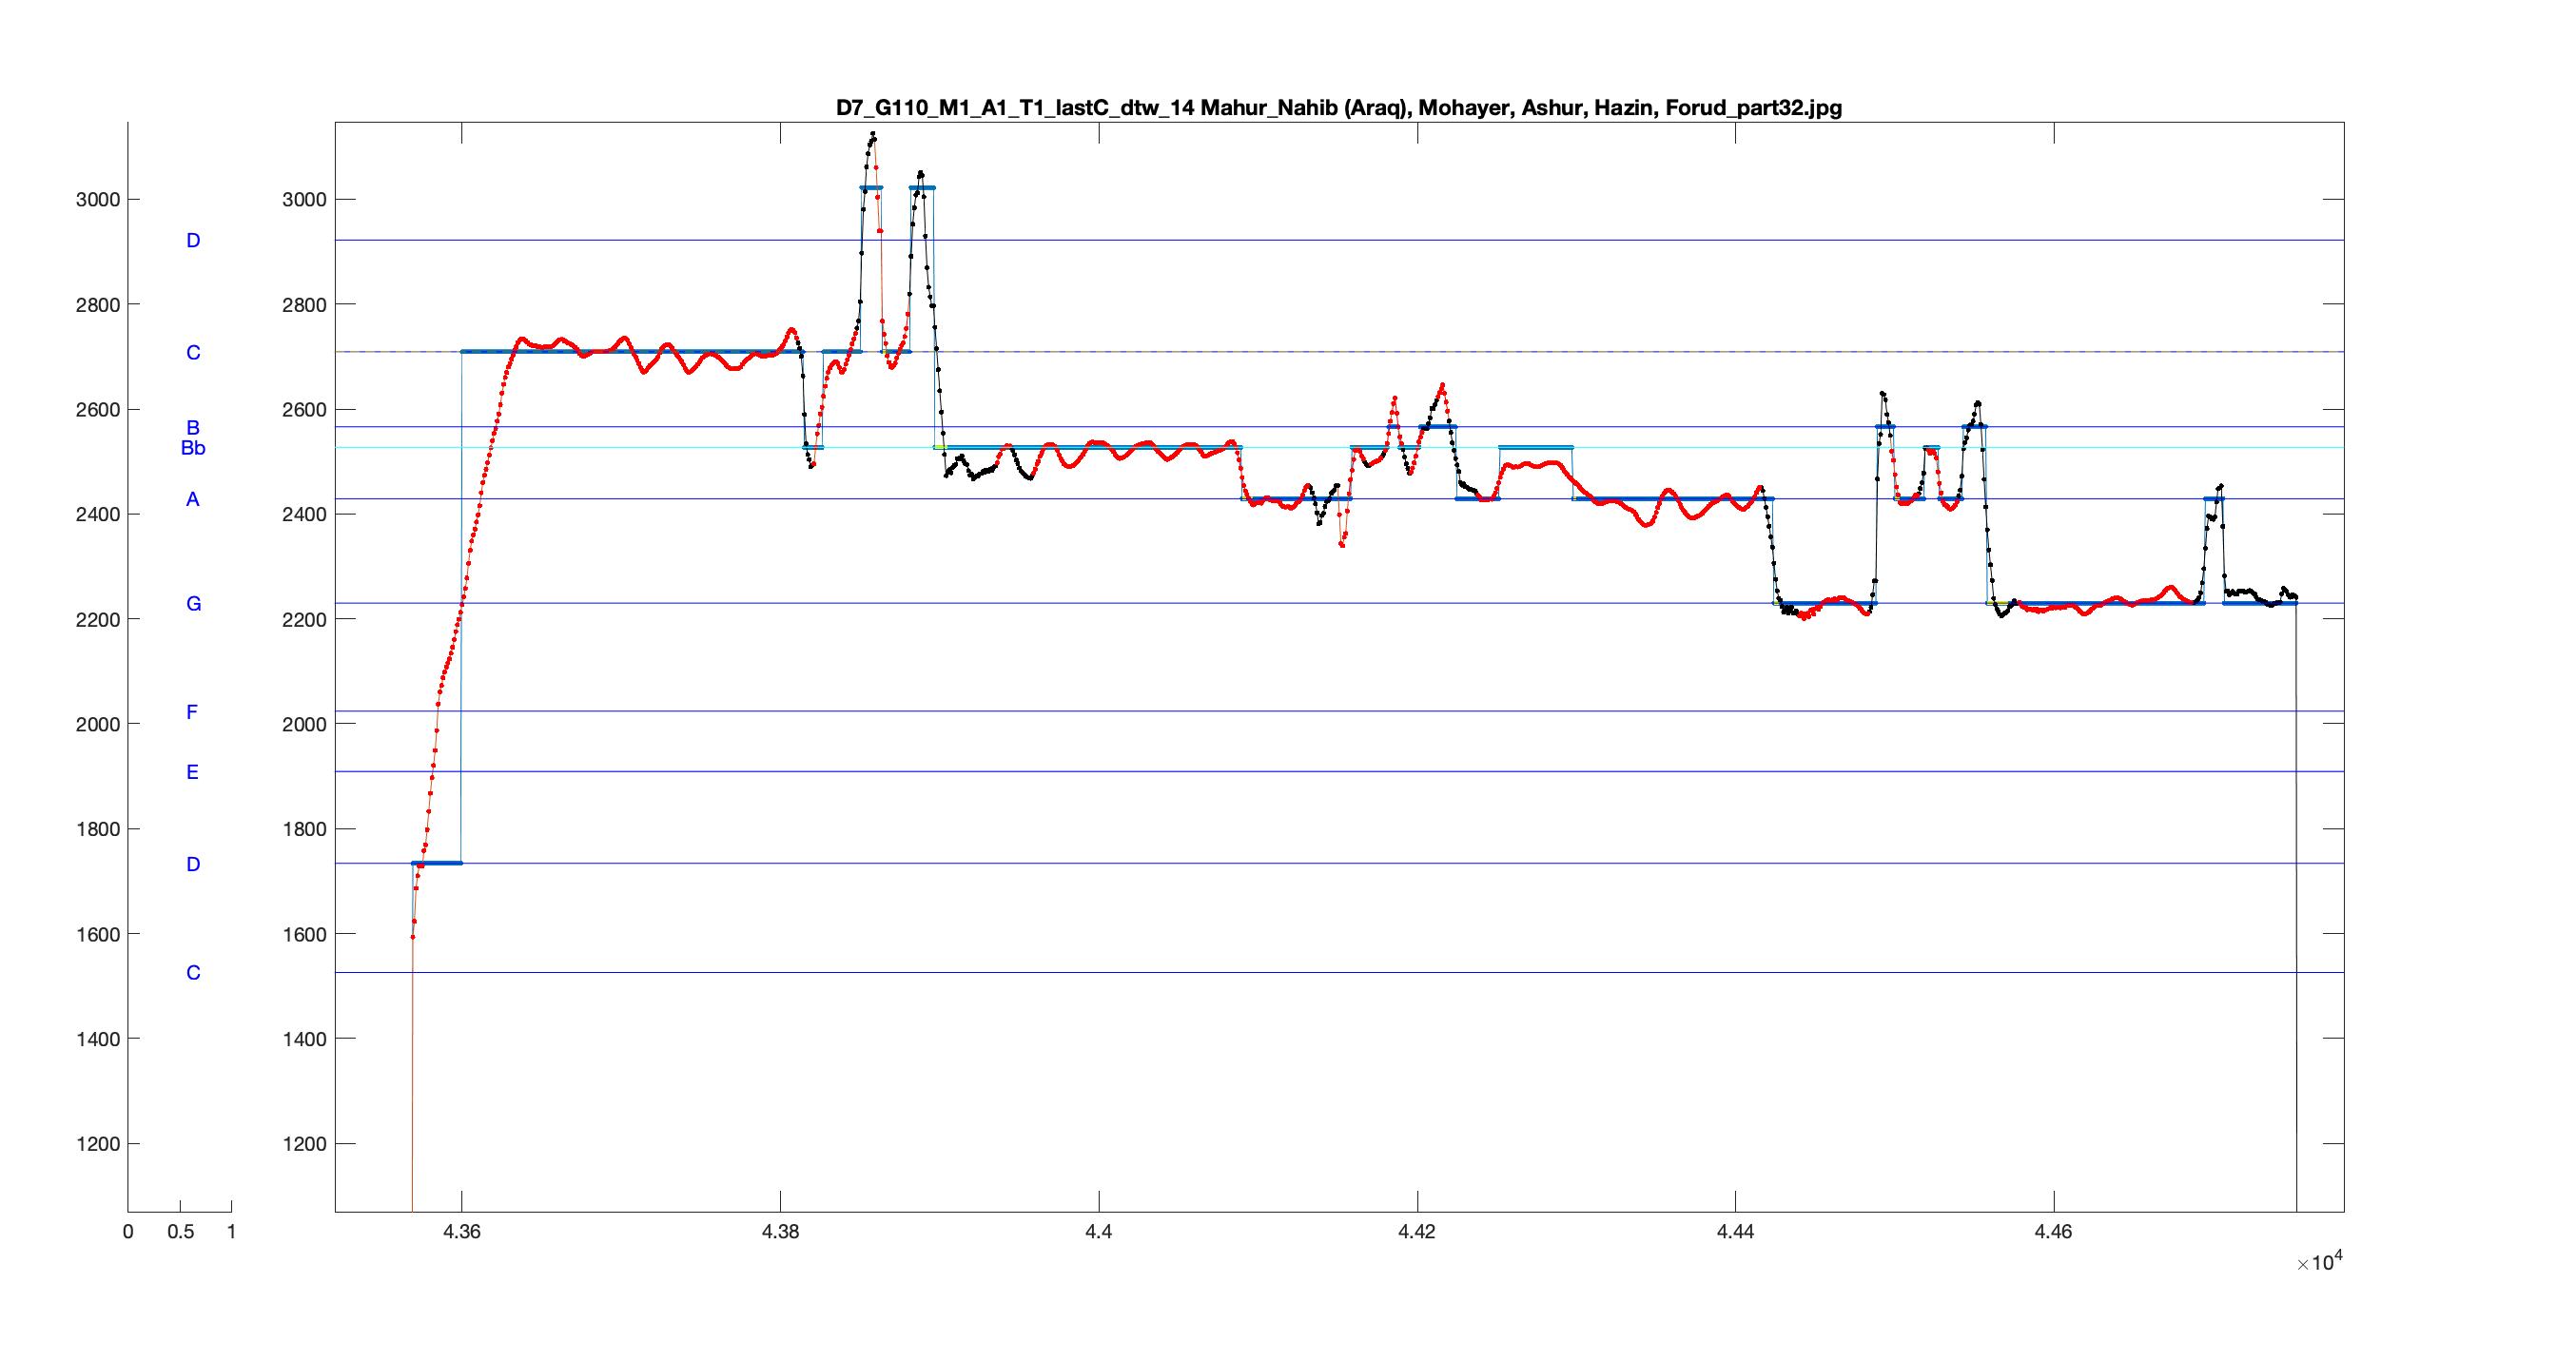 D7_G110_M1_A1_T1_lastC_dtw_14 Mahur_Nahib (Araq), Mohayer, Ashur, Hazin, Forud_part32.jpg
3000 3000
D
2800 2800
C
2600 2600
B
Bb
A
2400 2400
G
2200 2200
F
2000 2000
E
1800 1800
D
1600 1600
C
1400 1400
1200 1200
0 0.5 1 4.36 4.38 4.4 4.42 4.44 4.46
×10^4